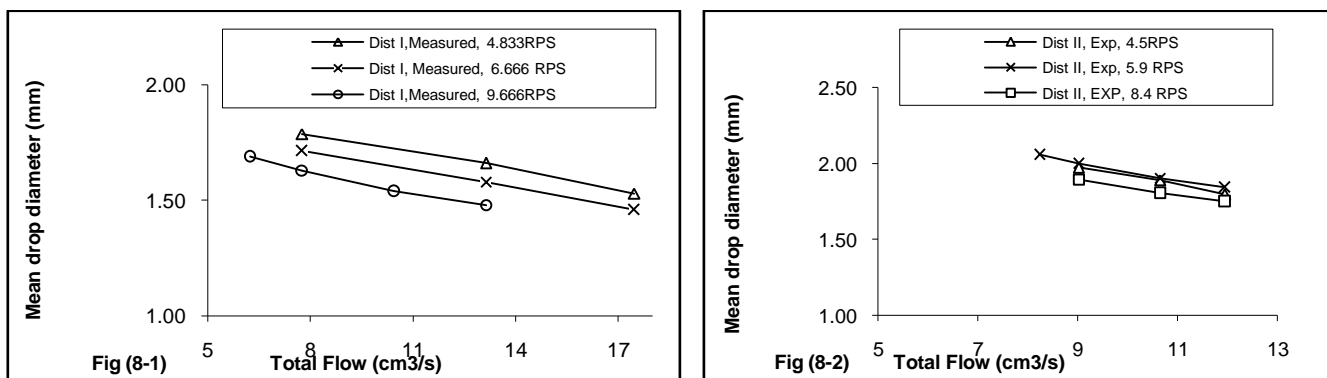 Dist I,Measured, 4.833RPS
Dist I, Measured, 6.666 RPS
Dist I,Measured, 9.666RPS
Mean drop diameter (mm)
2.00
1.50
1.00
5
8
11
14
17
Fig (8-1)
Total Flow (cm3/s)
Dist II, Exp, 4.5RPS
Dist II, Exp, 5.9 RPS
Dist II, EXP, 8.4 RPS
Mean drop diameter (mm)
2.50
2.00
1.50
1.00
5
7
9
11
13
Fig (8-2)
Total Flow (cm3/s)